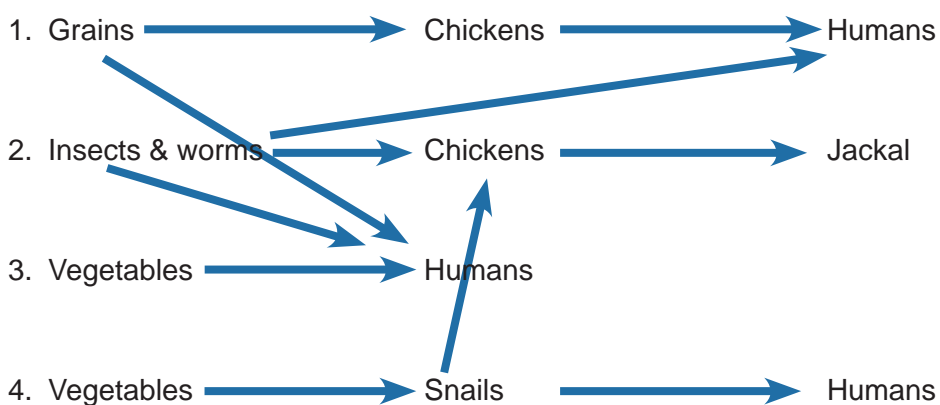 1. Grains Chickens Humans
2. Insects & worms Chickens Jackal
3. Vegetables Humans
4. Vegetables Snails Humans